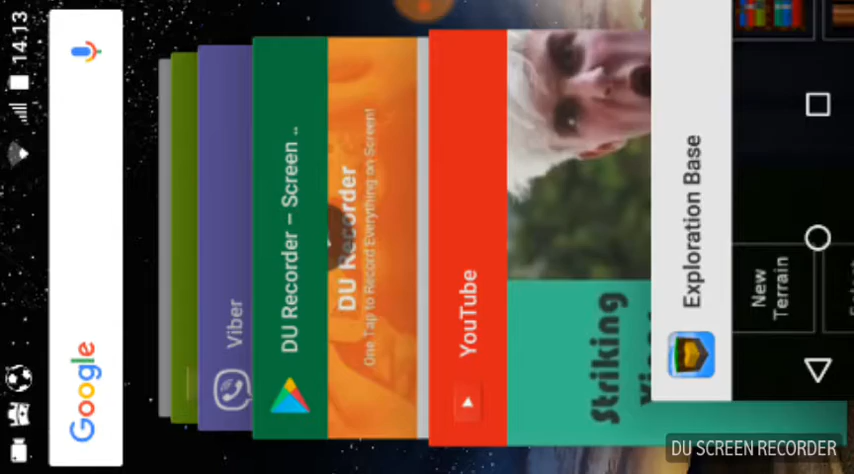 14.13
Google
Viber
DU Recorder – Screen ..
DU Recorder
One Tap to Record Everything on Screen!
YouTube
Striking
Exploration Base
New
Terrain
DU SCREEN RECORDER